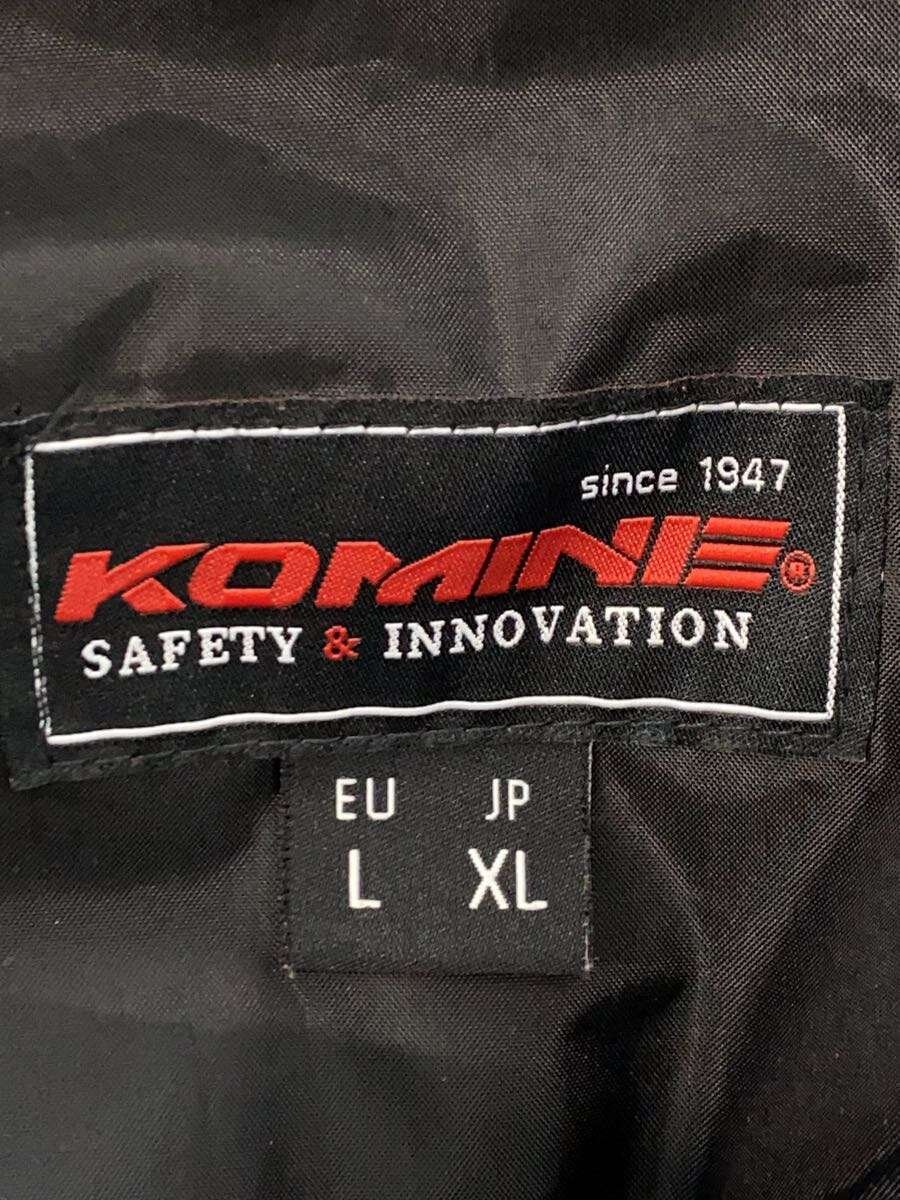 since 1947
KOMINE®
SAFETY & INNOVATION
EU JP
L XL